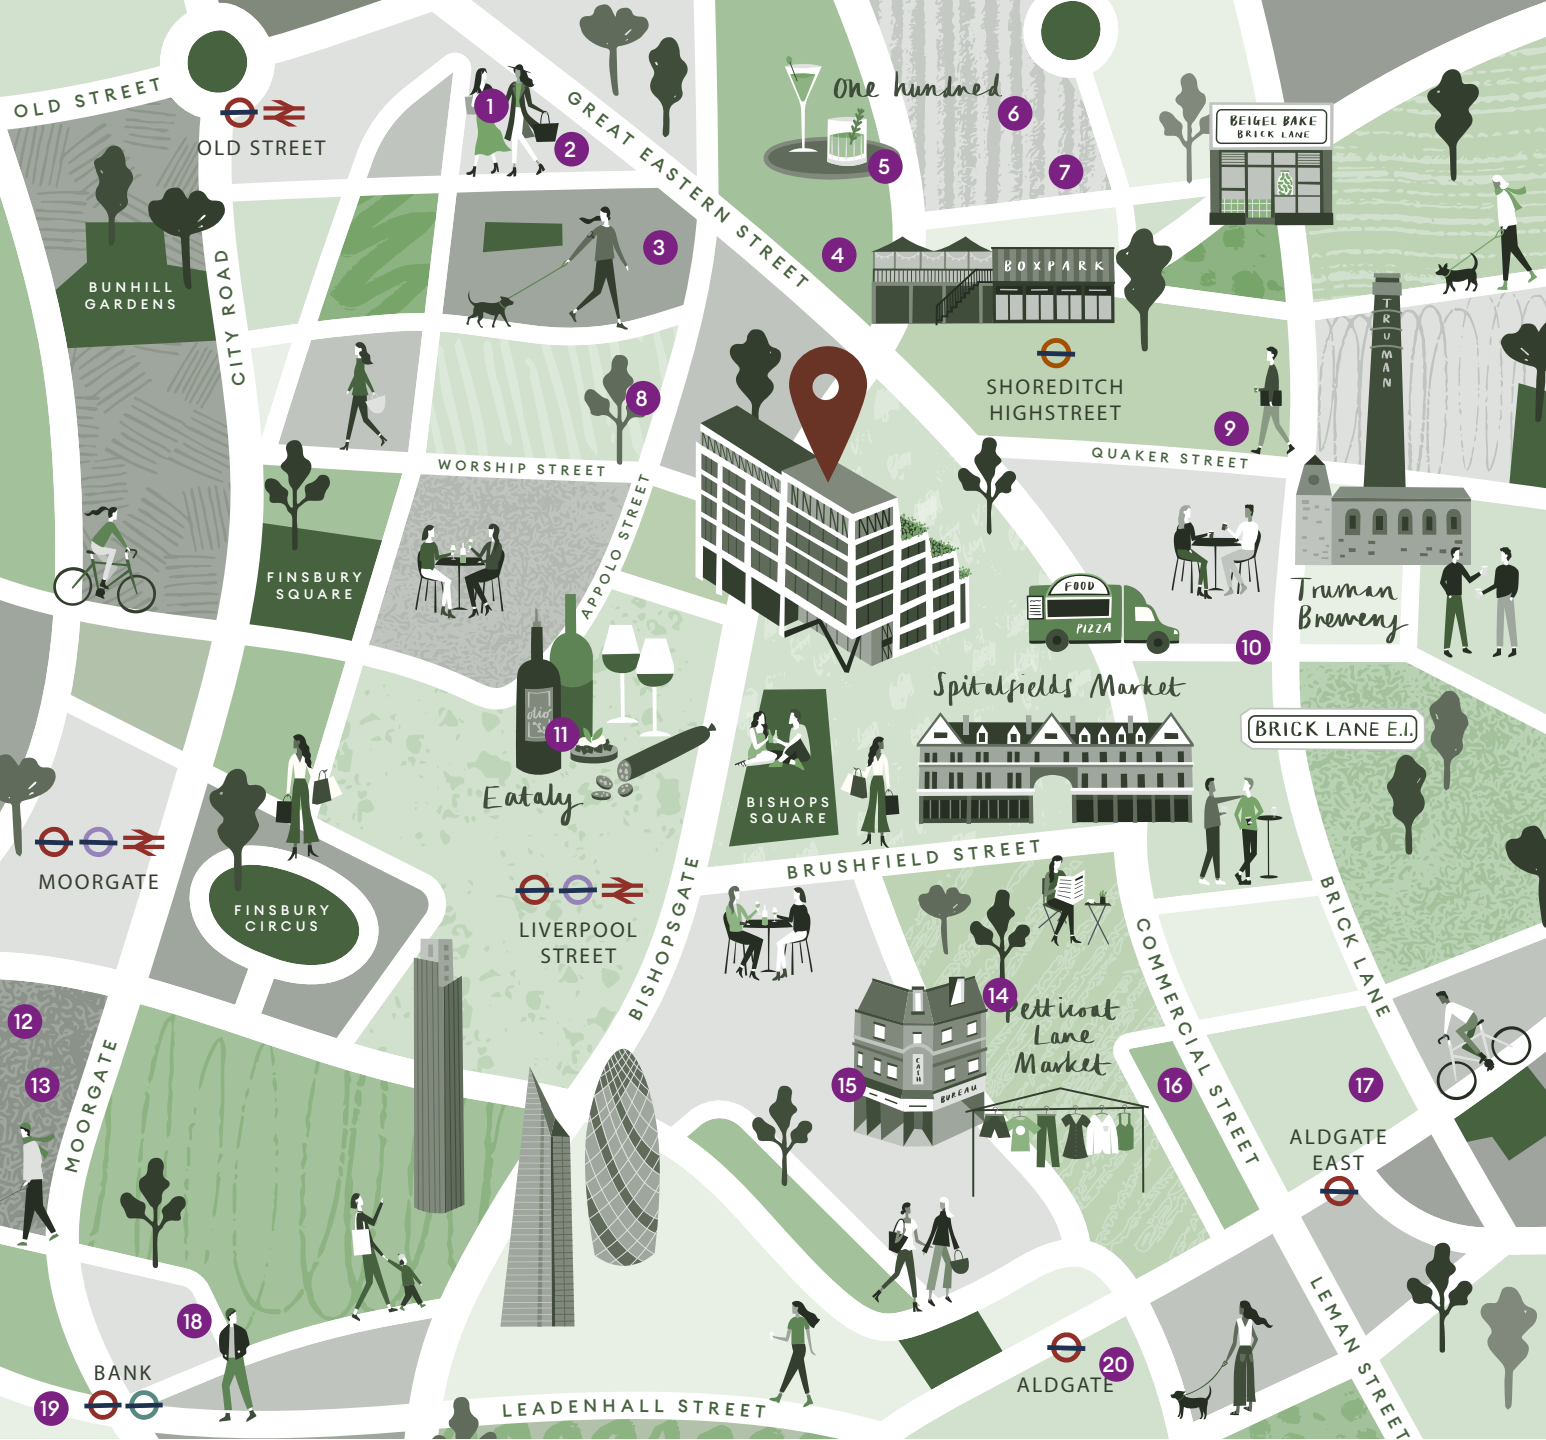 OLD STREET
OLD STREET
1
2
GREAT EASTERN STREET
One hundred
5
6
7
BEIGEL BAKE
BRICK LANE
BUNHILL
GARDENS
CITY ROAD
3
4
BOXPARK
SHOREDITCH
HIGHSTREET
TRUMAN
8
9
WORSHIP STREET
QUAKER STREET
APPOLO STREET
FINSBURY
SQUARE
FOOD
PIZZA
Truman
Brewery
10
Spitalfields Market
BRICK LANE E.I.
olio
11
Eataly
BISHOPS
SQUARE
BRUSHFIELD STREET
MOORGATE
FINSBURY
CIRCUS
LIVERPOOL
STREET
BISHOPSGATE
COMMERCIAL STREET
BRICK LANE
12
13
MOORGATE
14
Petticoat
Lane
Market
CASH
BUREAU
15
16
17
ALDGATE
EAST
18
BANK
19
LEADENHALL STREET
20
ALDGATE
LEMAN STREET